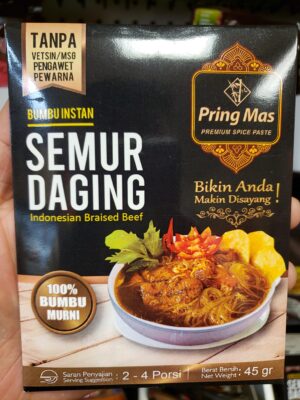 TANPA
VETSIN/MSG
PENGAWET
PEWARNA
Pring Mas
PREMIUM SPICE PASTE
BUMBU INSTAN
SEMUR
DAGING
Indonesian Braised Beef
Bikin Anda
Makin Disayang!
100%
BUMBU
MURNI
Saran Penyajian
Serving Suggestion : 2 - 4 Porsi
Berat Bersih
Net Weight : 45 gr